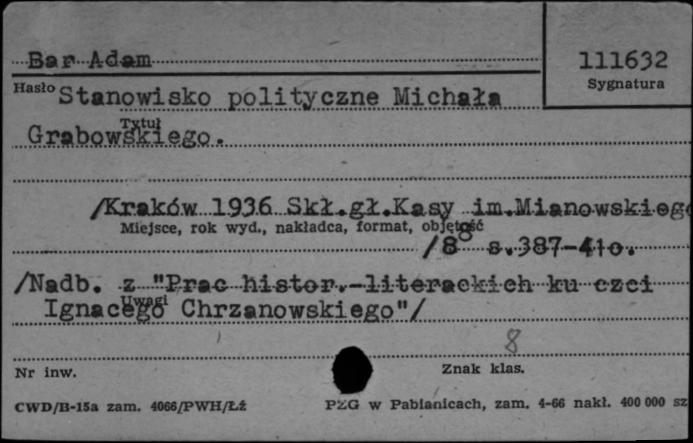 Bar Adam
111632
Sygnatura
Hasło
Stanowisko polityczne Michała
Tytuł
Grabowskiego.
/Kraków 1936 Skł.gł.Kasy im.Mianowskiego
Miejsce, rok wyd., nakładca, format, objętość
/8° s.387-410.
/Nadb. z "Prac histor.-literackich ku czci
Uwagi
Ignacego Chrzanowskiego"/
8
Nr inw.
Znak klas.
CWD/B-15a zam. 4066/PWH/Łź
PZG w Pabianicach, zam. 4-66 nakł. 400 000 sz